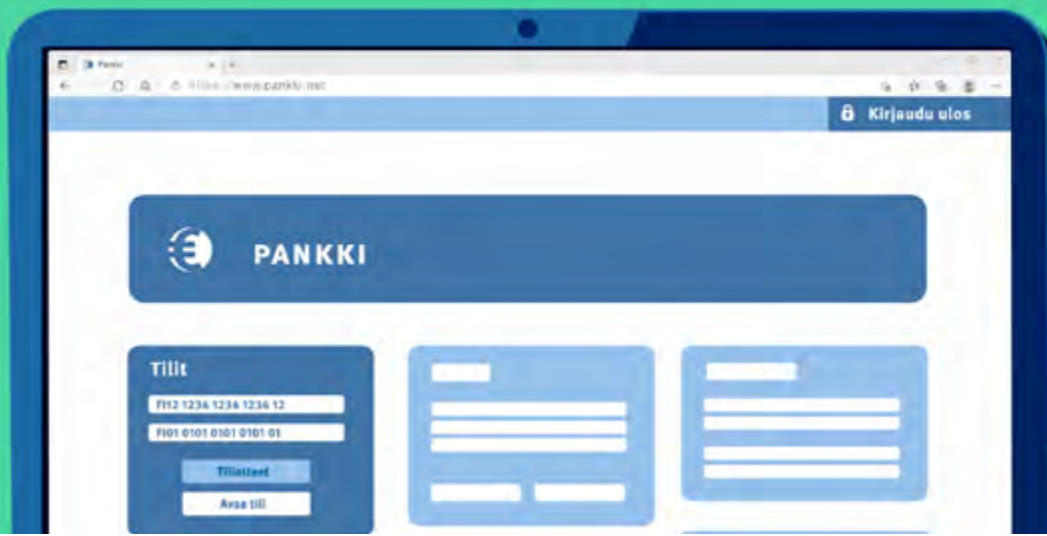 Pankki
https://www.pankki.net
Kirjaudu ulos
PANKKI
Tilit
FI12 1234 1234 1234 12
FI01 0101 0101 0101 01
Tiliotteet
Avaa tili